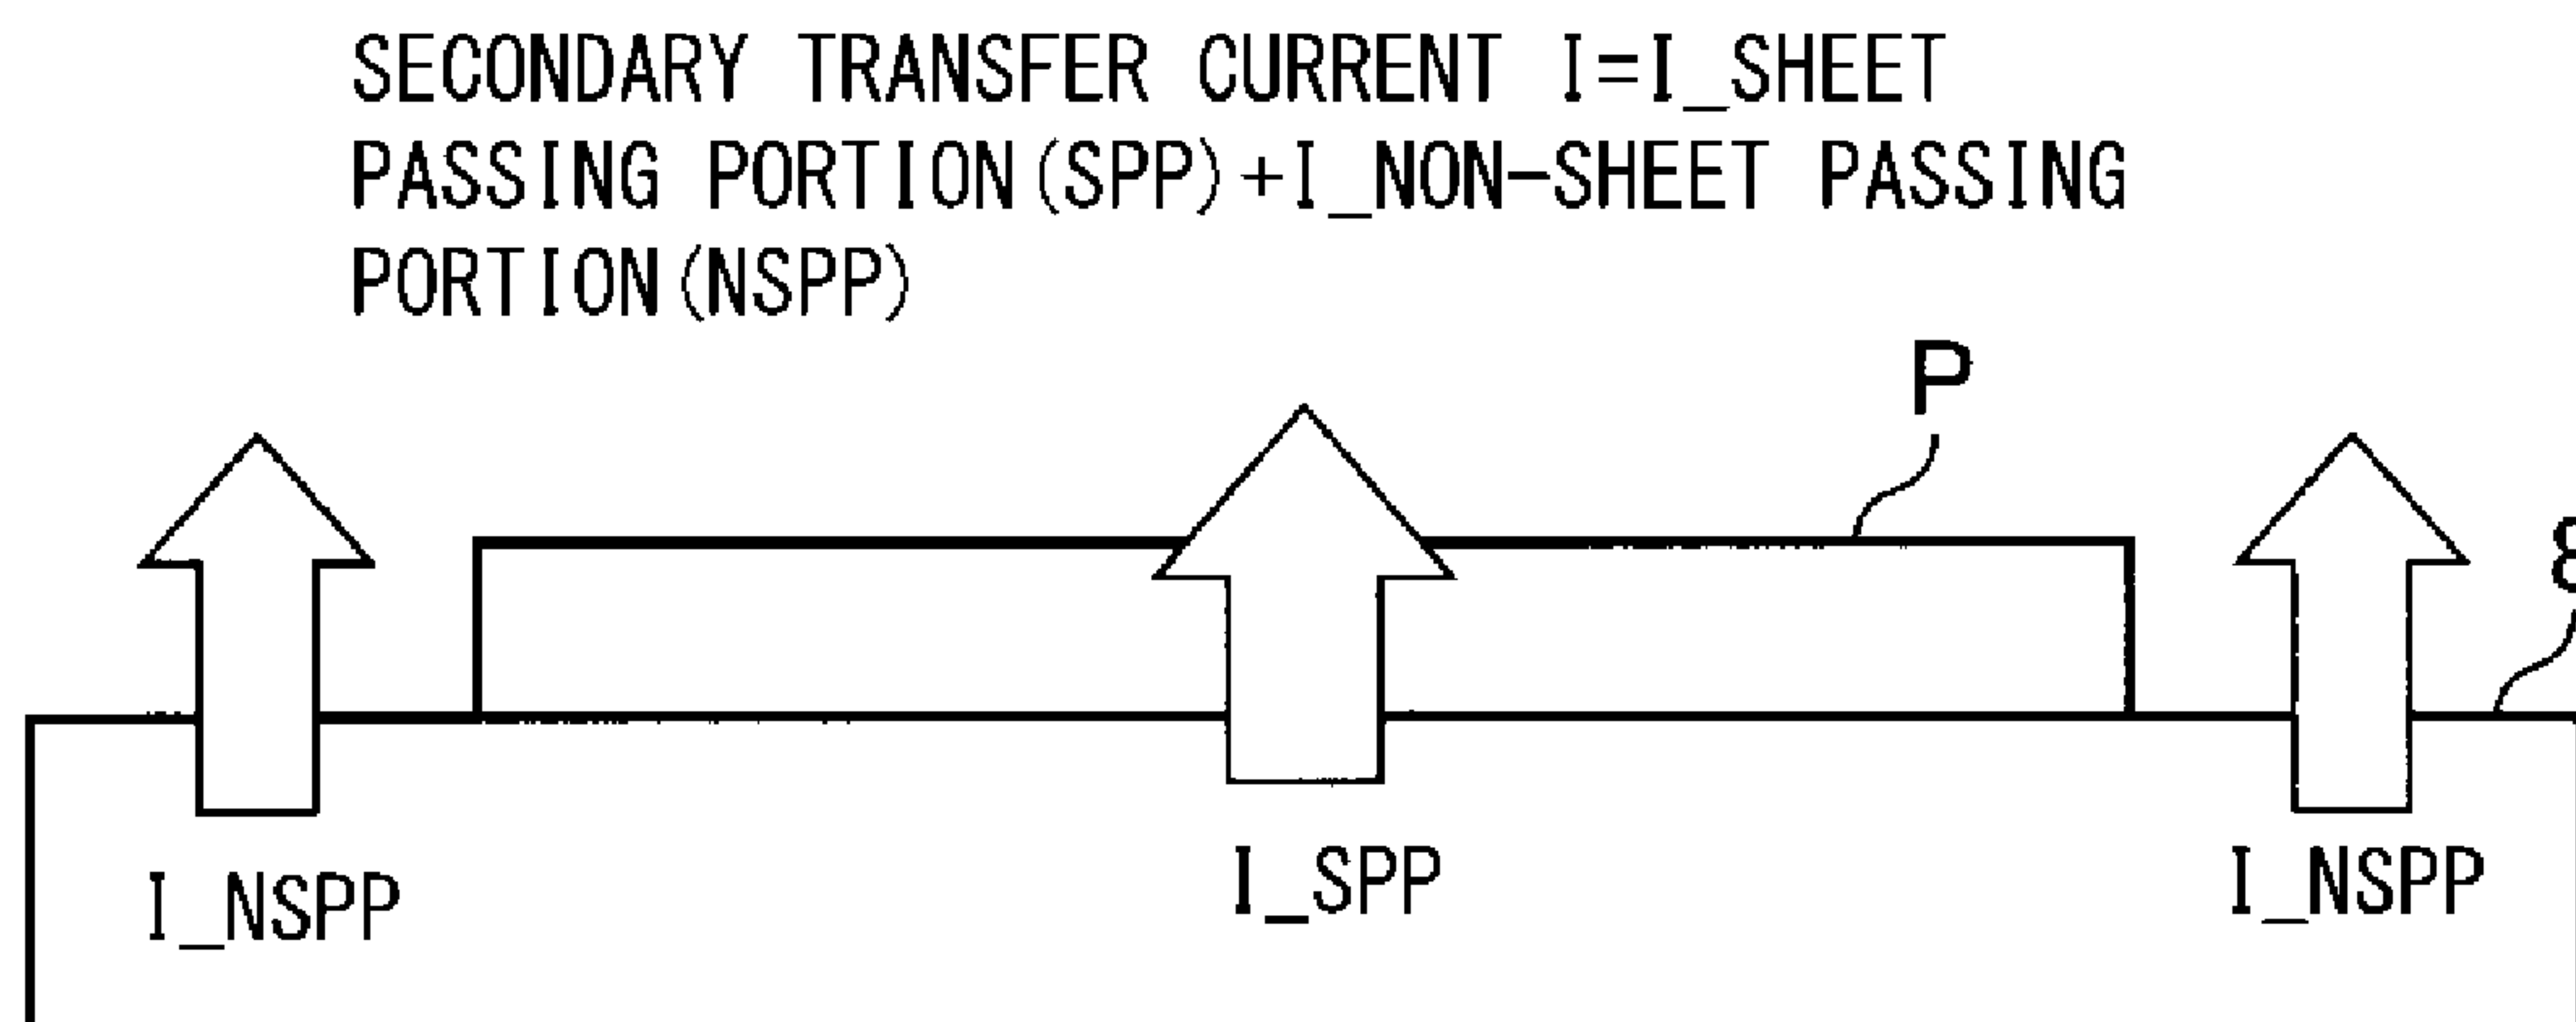 SECONDARY TRANSFER CURRENT I=I_SHEET
PASSING PORTION(SPP)+I_NON-SHEET PASSING
PORTION(NSPP)
P
I_NSPP
I_SPP
I_NSPP